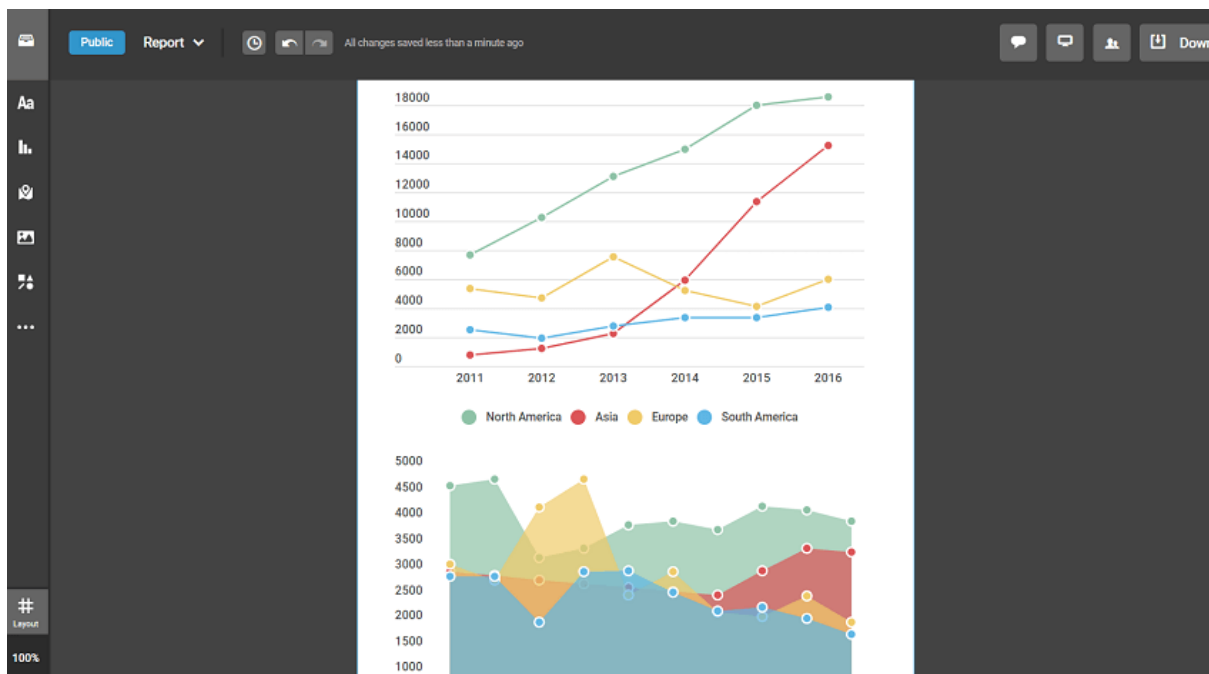 Public
Report
All changes saved less than a minute ago
Down
Aa
18000
16000
14000
12000
10000
8000
6000
4000
2000
0
2011 2012 2013 2014 2015 2016
North America Asia Europe South America
5000
4500
4000
3500
3000
2500
2000
1500
1000
Layout
100%